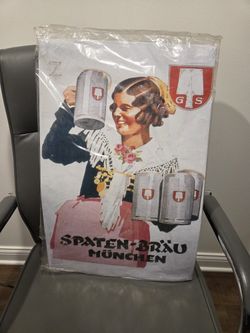 G S
SPATEN-BRÄU
MÜNCHEN